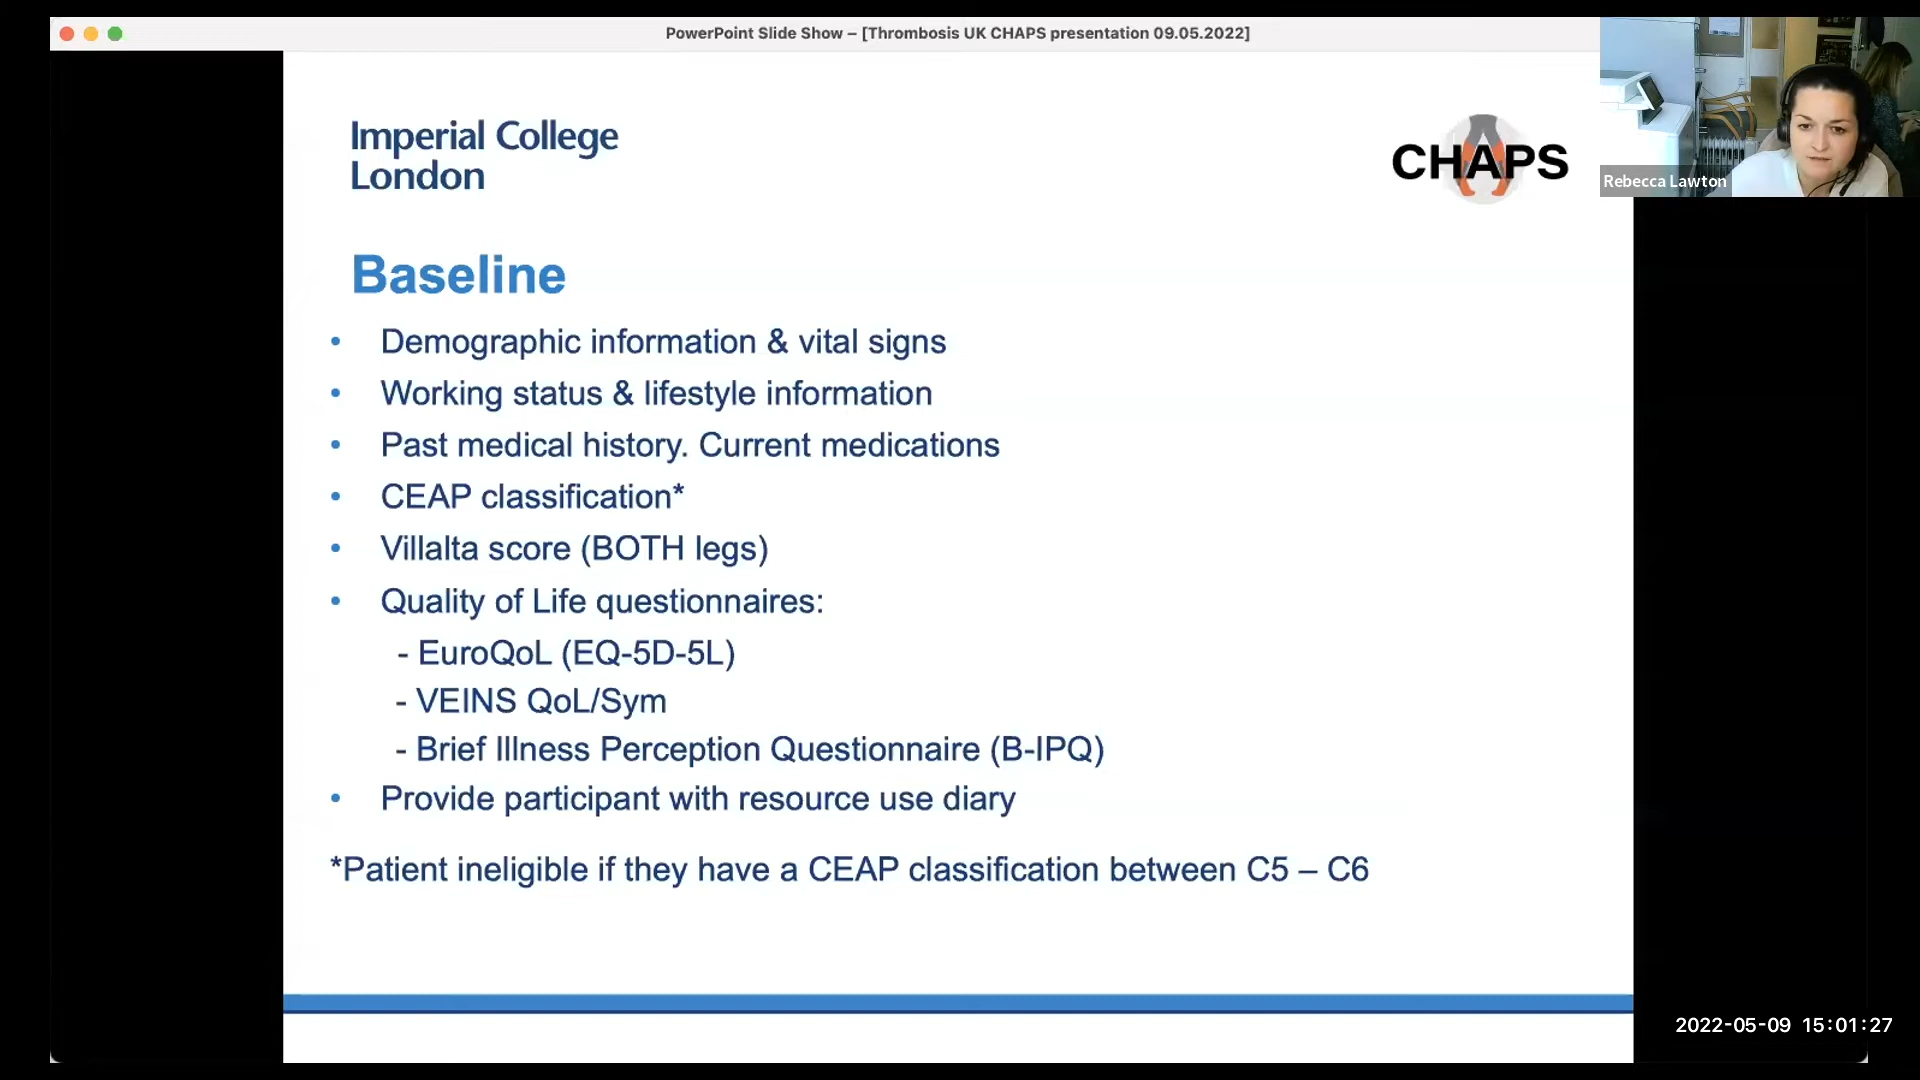 PowerPoint Slide Show – [Thrombosis UK CHAPS presentation 09.05.2022]
Imperial College
London
CHAPS
Rebecca Lawton
Baseline
• Demographic information & vital signs
• Working status & lifestyle information
• Past medical history. Current medications
• CEAP classification*
• Villalta score (BOTH legs)
• Quality of Life questionnaires:
- EuroQoL (EQ-5D-5L)
- VEINS QoL/Sym
- Brief Illness Perception Questionnaire (B-IPQ)
• Provide participant with resource use diary
*Patient ineligible if they have a CEAP classification between C5 – C6
2022-05-09 15:01:27